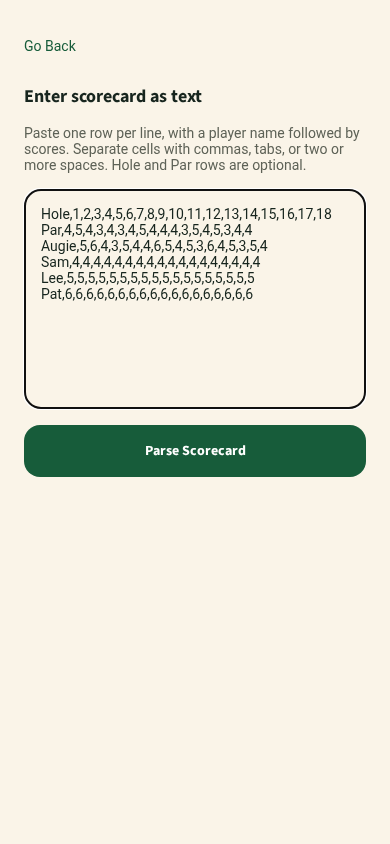 Go Back
Enter scorecard as text
Paste one row per line, with a player name followed by
scores. Separate cells with commas, tabs, or two or
more spaces. Hole and Par rows are optional.
Hole,1,2,3,4,5,6,7,8,9,10,11,12,13,14,15,16,17,18
Par,4,5,4,3,4,3,4,5,4,4,4,3,5,4,5,3,4,4
Augie,5,6,4,3,5,4,4,6,5,4,5,3,6,4,5,3,5,4
Sam,4,4,4,4,4,4,4,4,4,4,4,4,4,4,4,4,4,4
Lee,5,5,5,5,5,5,5,5,5,5,5,5,5,5,5,5,5,5
Pat,6,6,6,6,6,6,6,6,6,6,6,6,6,6,6,6,6,6
Parse Scorecard